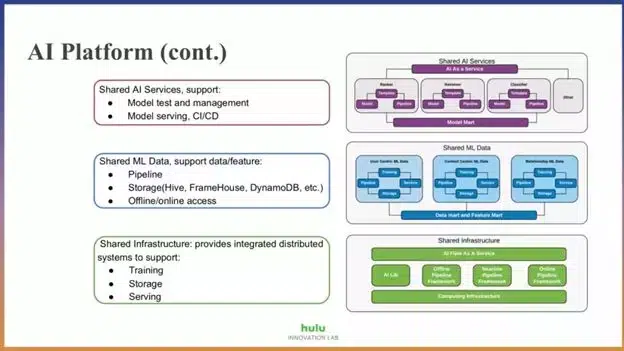 AI Platform (cont.)
Shared AI Services, support:
● Model test and management
● Model serving, CI/CD
Shared ML Data, support data/feature:
● Pipeline
● Storage(Hive, FrameHouse, DynamoDB, etc.)
● Offline/online access
Shared Infrastructure: provides integrated distributed
systems to support:
● Training
● Storage
● Serving
Shared AI Services
AI As a Service
Ranker
Template
Model
Pipeline
Retriever
Template
Model
Pipeline
Classifier
Template
Model
Pipeline
Other
Model Mart
Shared ML Data
User Centric ML Data
Training
Pipeline
Service
Storage
Content Centric ML Data
Training
Pipeline
Service
Storage
Relationship ML Data
Training
Pipeline
Service
Storage
Data mart and Feature Mart
Shared Infrastructure
AI Flow As A Service
AI Lib
Offline
Pipeline
Framework
Nearline
Pipeline
Framework
Online
Pipeline
Framework
Computing Infrastructure
hulu
INNOVATION LAB